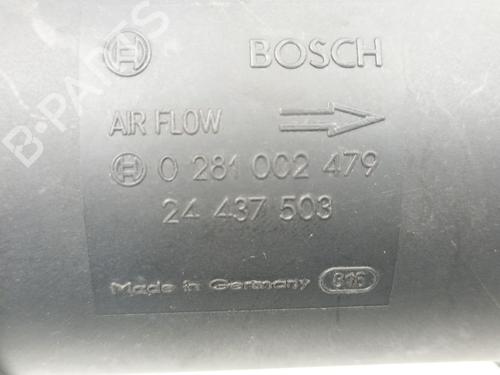 BOSCH
AIR FLOW
0 281 002 479
24 437 503
Made in Germany
B-PARTS